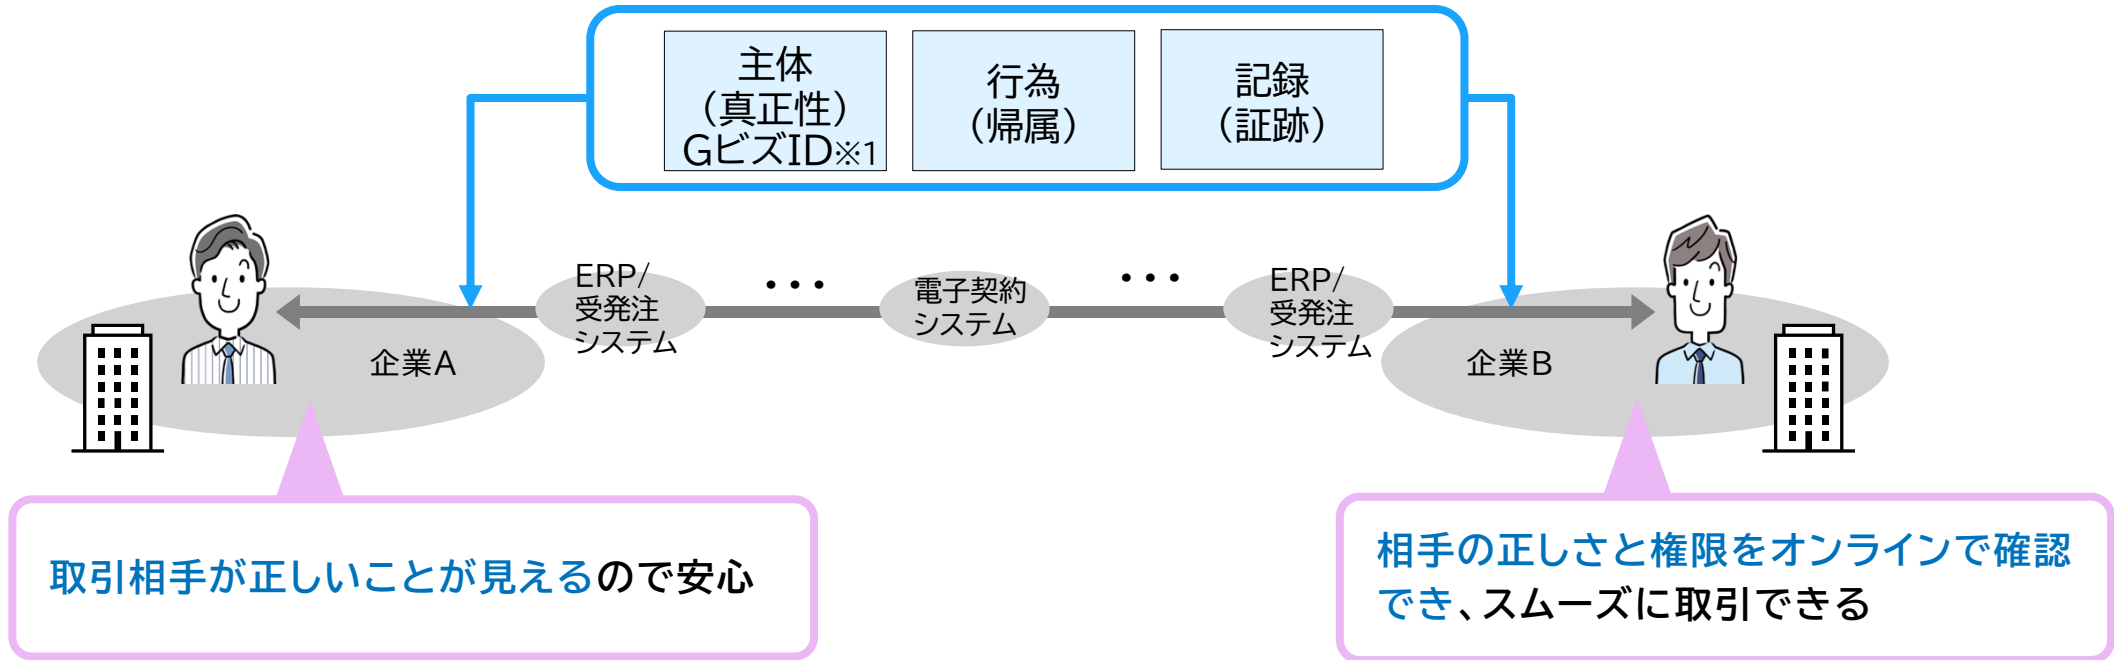 主体
（真正性）
GビズID※1
行為
（帰属）
記録
（証跡）
ERP/
受発注
システム
・・・
電子契約
システム
・・・
ERP/
受発注
システム
企業A
企業B
取引相手が正しいことが見えるので安心
相手の正しさと権限をオンラインで確認
でき、スムーズに取引できる